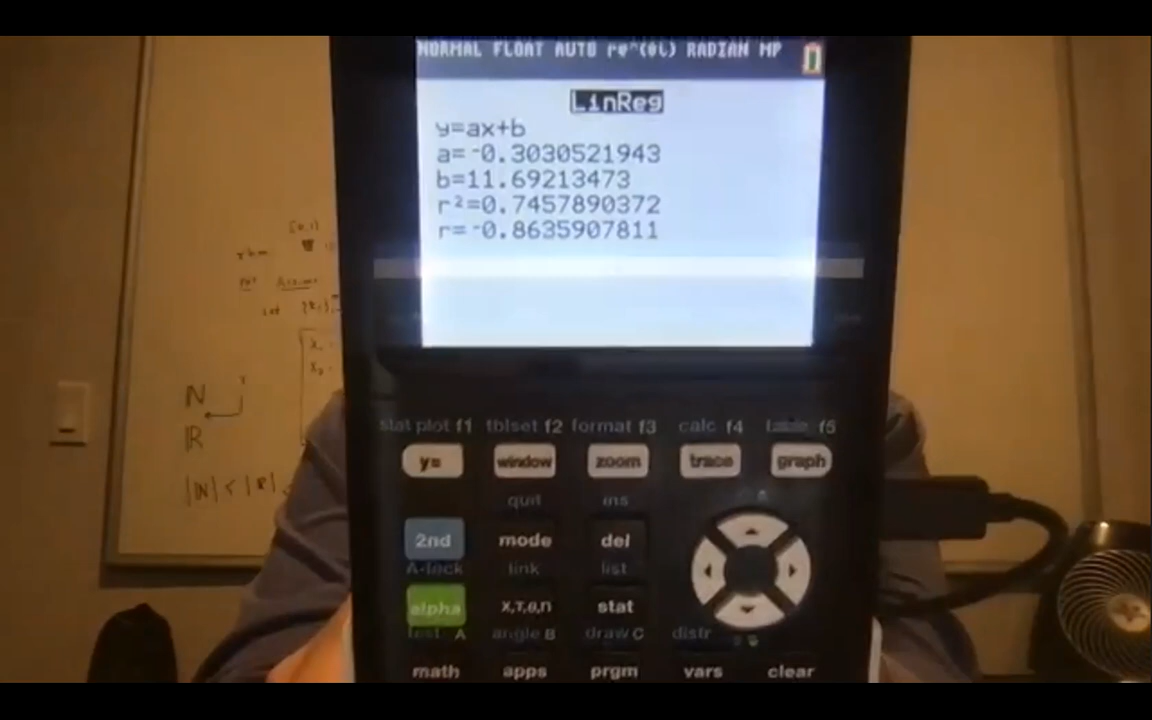 NORMAL FLOAT AUTO re^(θi) RADIAN MP
LinReg
y=ax+b
a=-0.3030521943
b=11.69213473
r²=0.7457890372
r=-0.8635907811
stat plot f1 tblset f2 format f3 calc f4 table f5
y= window zoom trace graph
quit ins
2nd mode del
A-lock link list
alpha X,T,θ,n stat
test A angle B draw C distr
math apps prgm vars clear
N
R
|N| < |R|